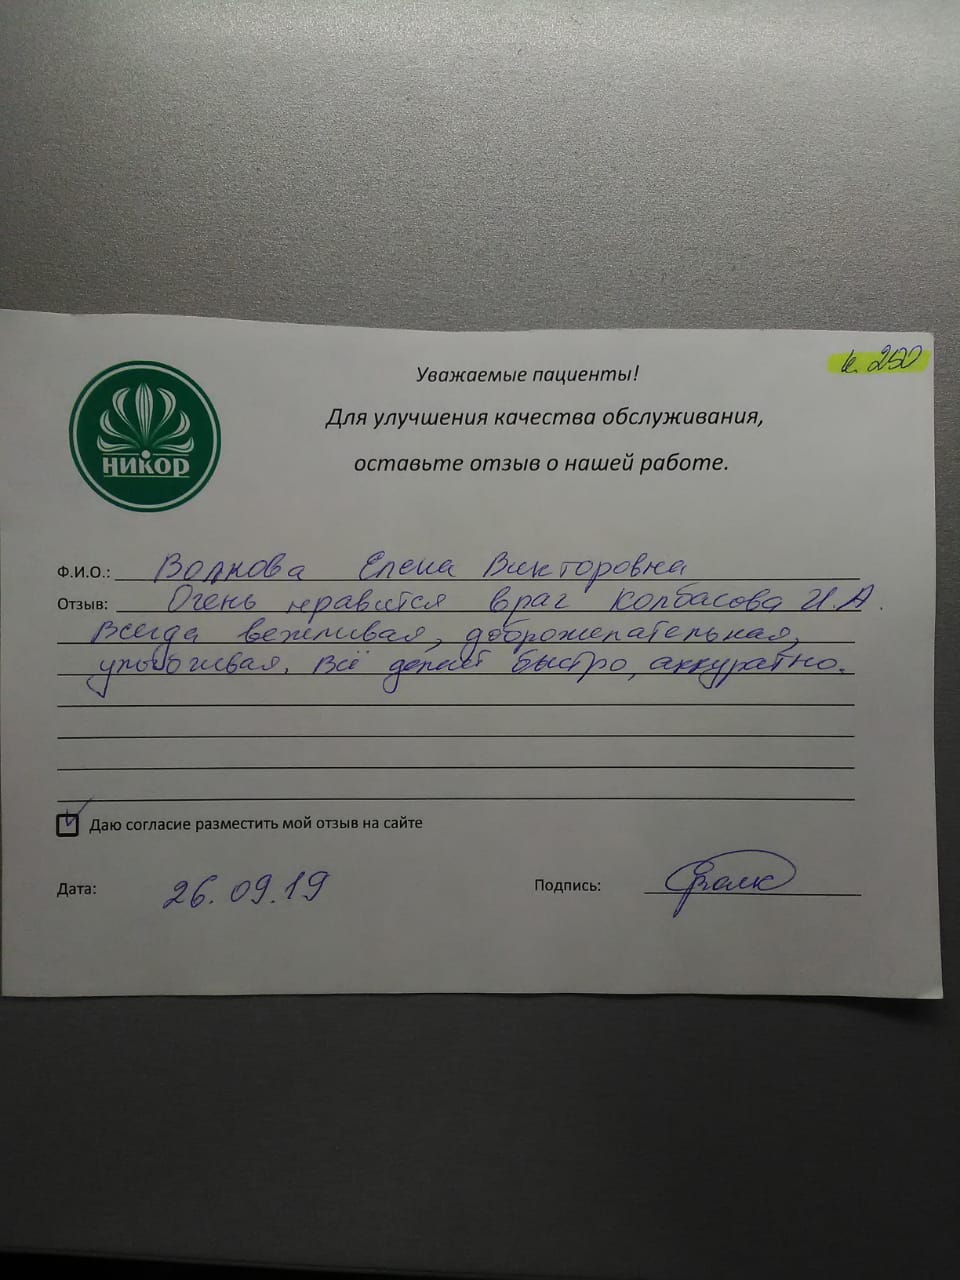 к. 250
Уважаемые пациенты!
Для улучшения качества обслуживания,
оставьте отзыв о нашей работе.
НИКОР
Ф.И.О.: Волкова Елена Викторовна
Отзыв: Очень нравится врач Колбасова И.А.
Всегда вежливая, доброжелательная,
улыбчивая. Всё делает быстро, аккуратно.
Даю согласие разместить мой отзыв на сайте
Дата: 26.09.19 Подпись: